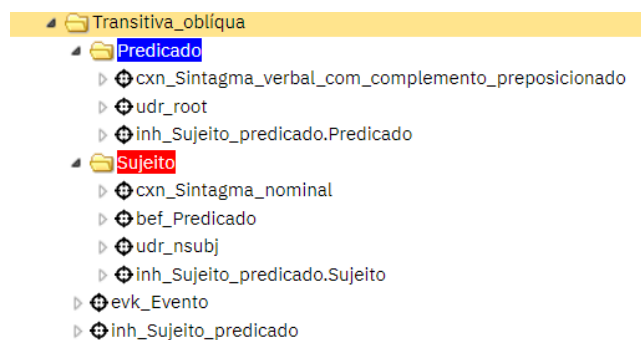 Transitiva_oblíqua
Predicado
cxn_Sintagma_verbal_com_complemento_preposicionado
udr_root
inh_Sujeito_predicado.Predicado
Sujeito
cxn_Sintagma_nominal
bef_Predicado
udr_nsubj
inh_Sujeito_predicado.Sujeito
evk_Evento
inh_Sujeito_predicado